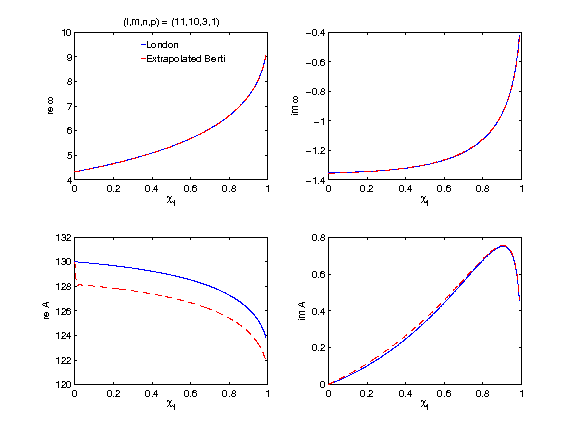 (l,m,n,p) = (11,10,3,1)
London
Extrapolated Berti
re ω
10
9
8
7
6
5
4
0 0.2 0.4 0.6 0.8 1
χf
im ω
−0.4
−0.6
−0.8
−1
−1.2
−1.4
0 0.2 0.4 0.6 0.8 1
χf
re A
132
130
128
126
124
122
120
0 0.2 0.4 0.6 0.8 1
χf
im A
0.8
0.6
0.4
0.2
0
0 0.2 0.4 0.6 0.8 1
χf